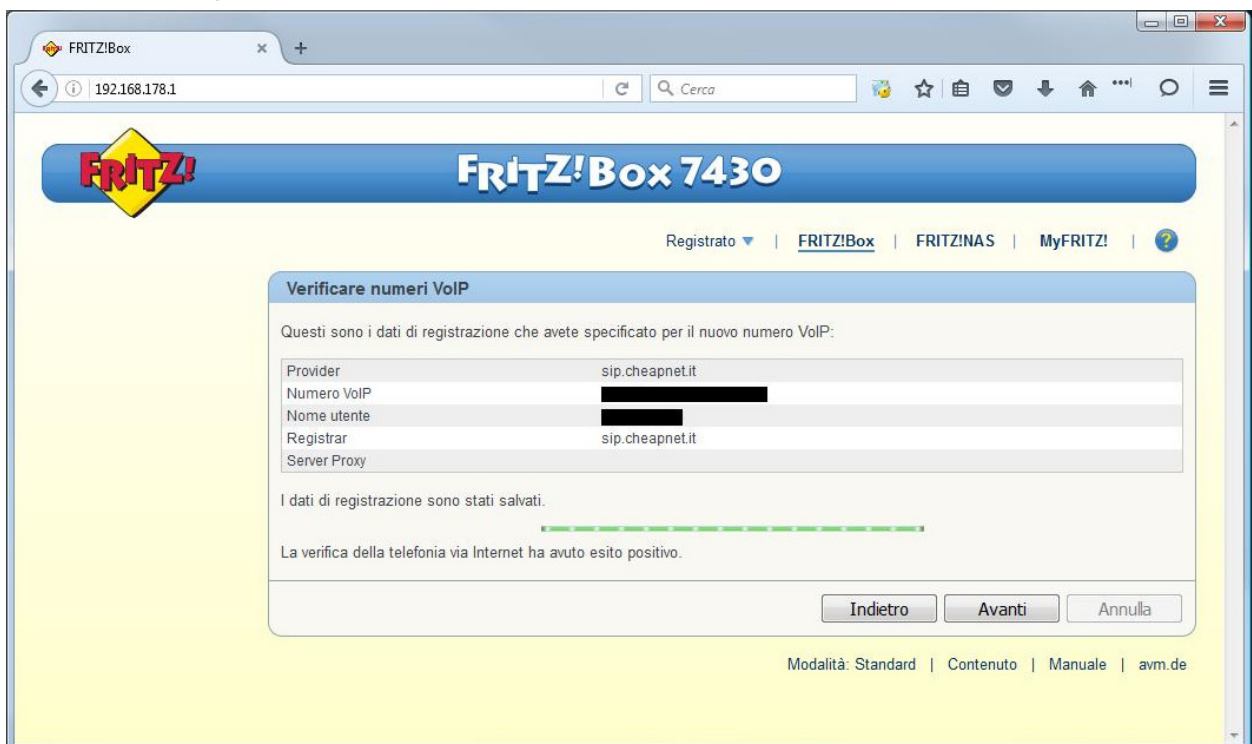 FRITZ!Box
192.168.178.1
Cerca
FRITZ!
FRITZ!Box 7430
Registrato | FRITZ!Box | FRITZ!NAS | MyFRITZ! | ?
Verificare numeri VoIP
Questi sono i dati di registrazione che avete specificato per il nuovo numero VoIP:
Provider sip.cheapnet.it
Numero VoIP
Nome utente
Registrar sip.cheapnet.it
Server Proxy
I dati di registrazione sono stati salvati.
La verifica della telefonia via Internet ha avuto esito positivo.
Indietro Avanti Annulla
Modalità: Standard | Contenuto | Manuale | avm.de